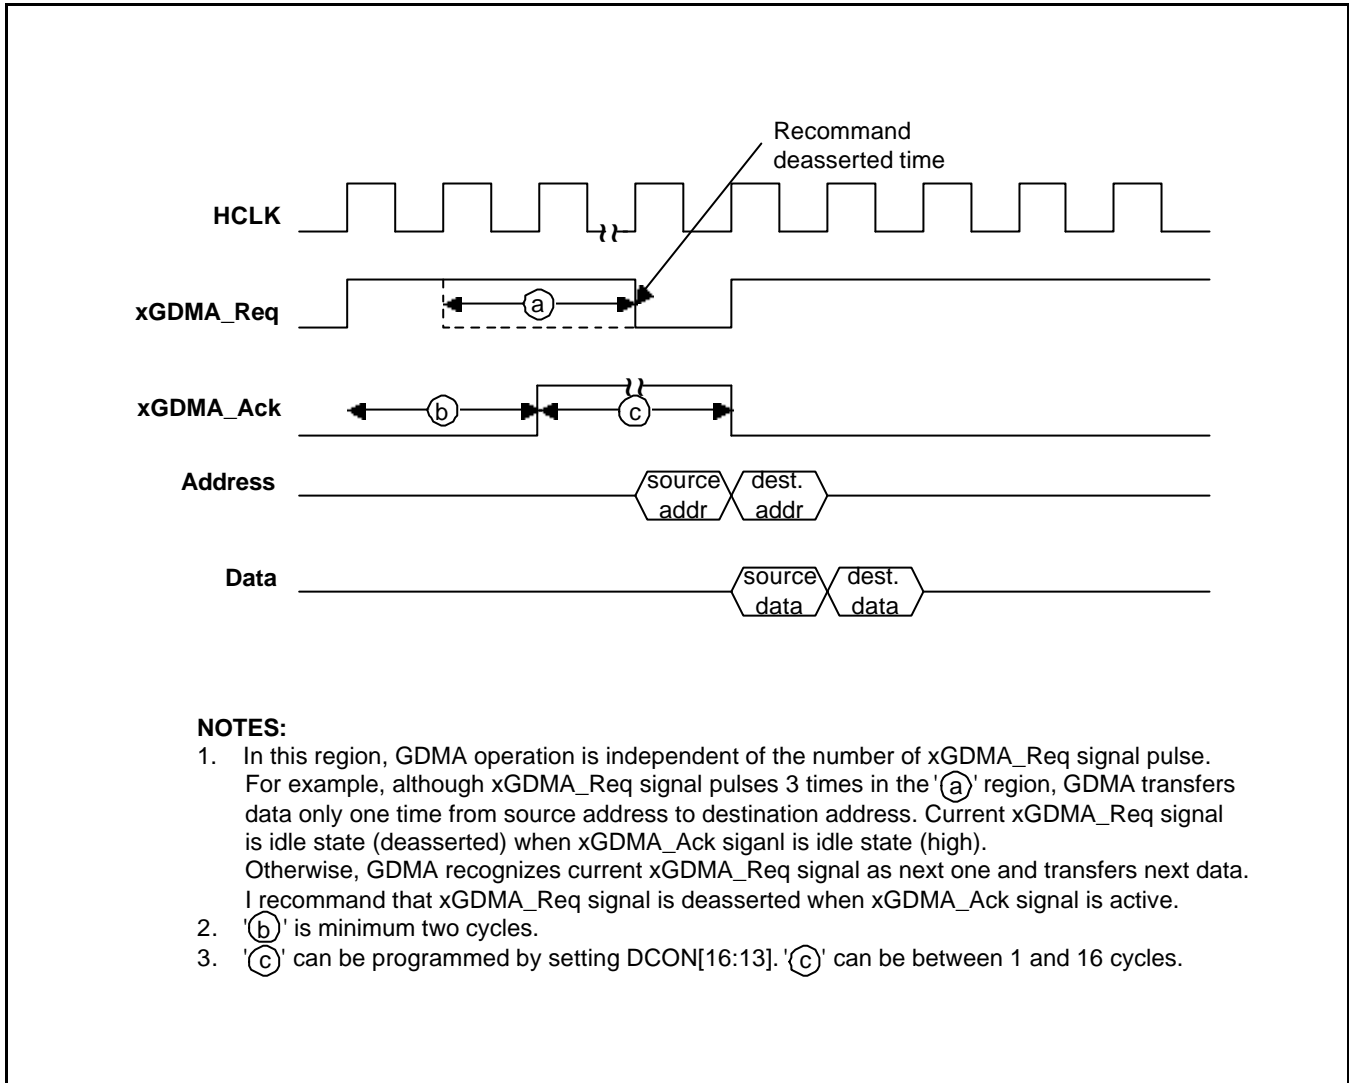 Recommand
deasserted time
HCLK
xGDMA_Req
a
xGDMA_Ack
b
c
Address
source
addr
dest.
addr
Data
source
data
dest.
data
NOTES:
1. In this region, GDMA operation is independent of the number of xGDMA_Req signal pulse.
For example, although xGDMA_Req signal pulses 3 times in the 'a' region, GDMA transfers
data only one time from source address to destination address. Current xGDMA_Req signal
is idle state (deasserted) when xGDMA_Ack siganl is idle state (high).
Otherwise, GDMA recognizes current xGDMA_Req signal as next one and transfers next data.
I recommand that xGDMA_Req signal is deasserted when xGDMA_Ack signal is active.
2. 'b' is minimum two cycles.
3. 'c' can be programmed by setting DCON[16:13]. 'c' can be between 1 and 16 cycles.